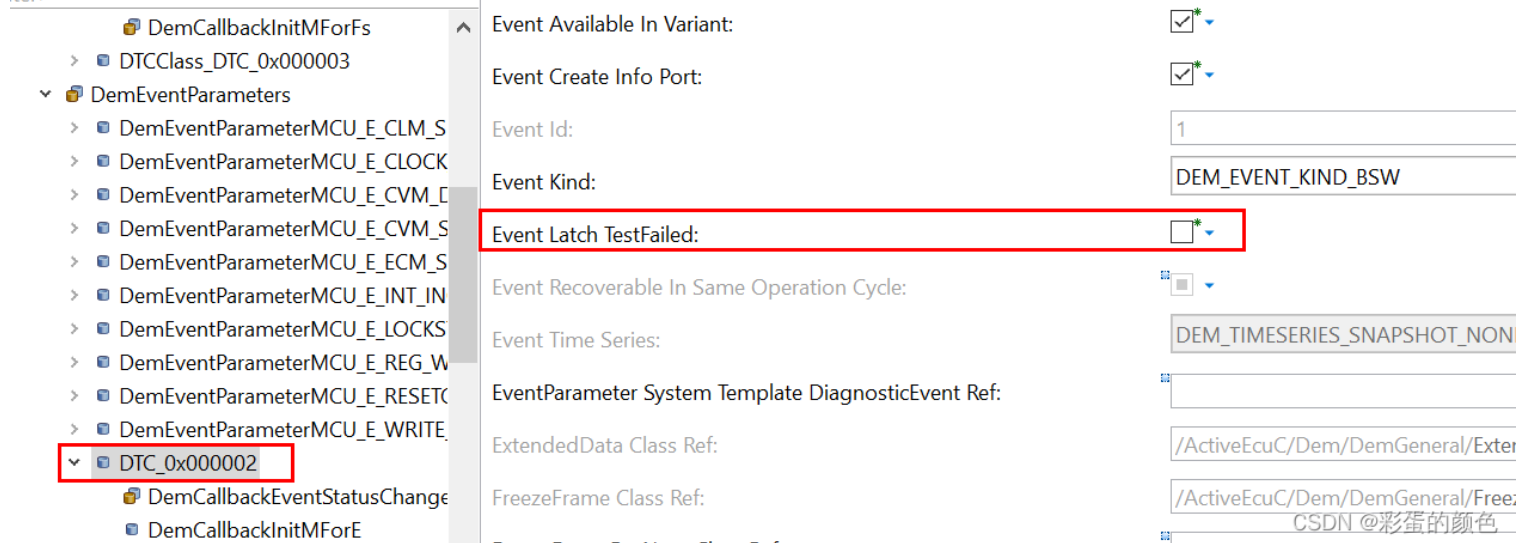 DemCallbackInitMForFs
DTCClass_DTC_0x000003
DemEventParameters
DemEventParameterMCU_E_CLM_S
DemEventParameterMCU_E_CLOCK
DemEventParameterMCU_E_CVM_D
DemEventParameterMCU_E_CVM_S
DemEventParameterMCU_E_ECM_S
DemEventParameterMCU_E_INT_IN
DemEventParameterMCU_E_LOCKS
DemEventParameterMCU_E_REG_W
DemEventParameterMCU_E_RESETC
DemEventParameterMCU_E_WRITE_
DTC_0x000002
DemCallbackEventStatusChange
DemCallbackInitMForE
Event Available In Variant:
Event Create Info Port:
Event Id:
1
Event Kind:
DEM_EVENT_KIND_BSW
Event Latch TestFailed:
Event Recoverable In Same Operation Cycle:
Event Time Series:
DEM_TIMESERIES_SNAPSHOT_NONE
EventParameter System Template DiagnosticEvent Ref:
ExtendedData Class Ref:
/ActiveEcuC/Dem/DemGeneral/Exter
FreezeFrame Class Ref:
/ActiveEcuC/Dem/DemGeneral/Freez
CSDN @彩蛋的颜色